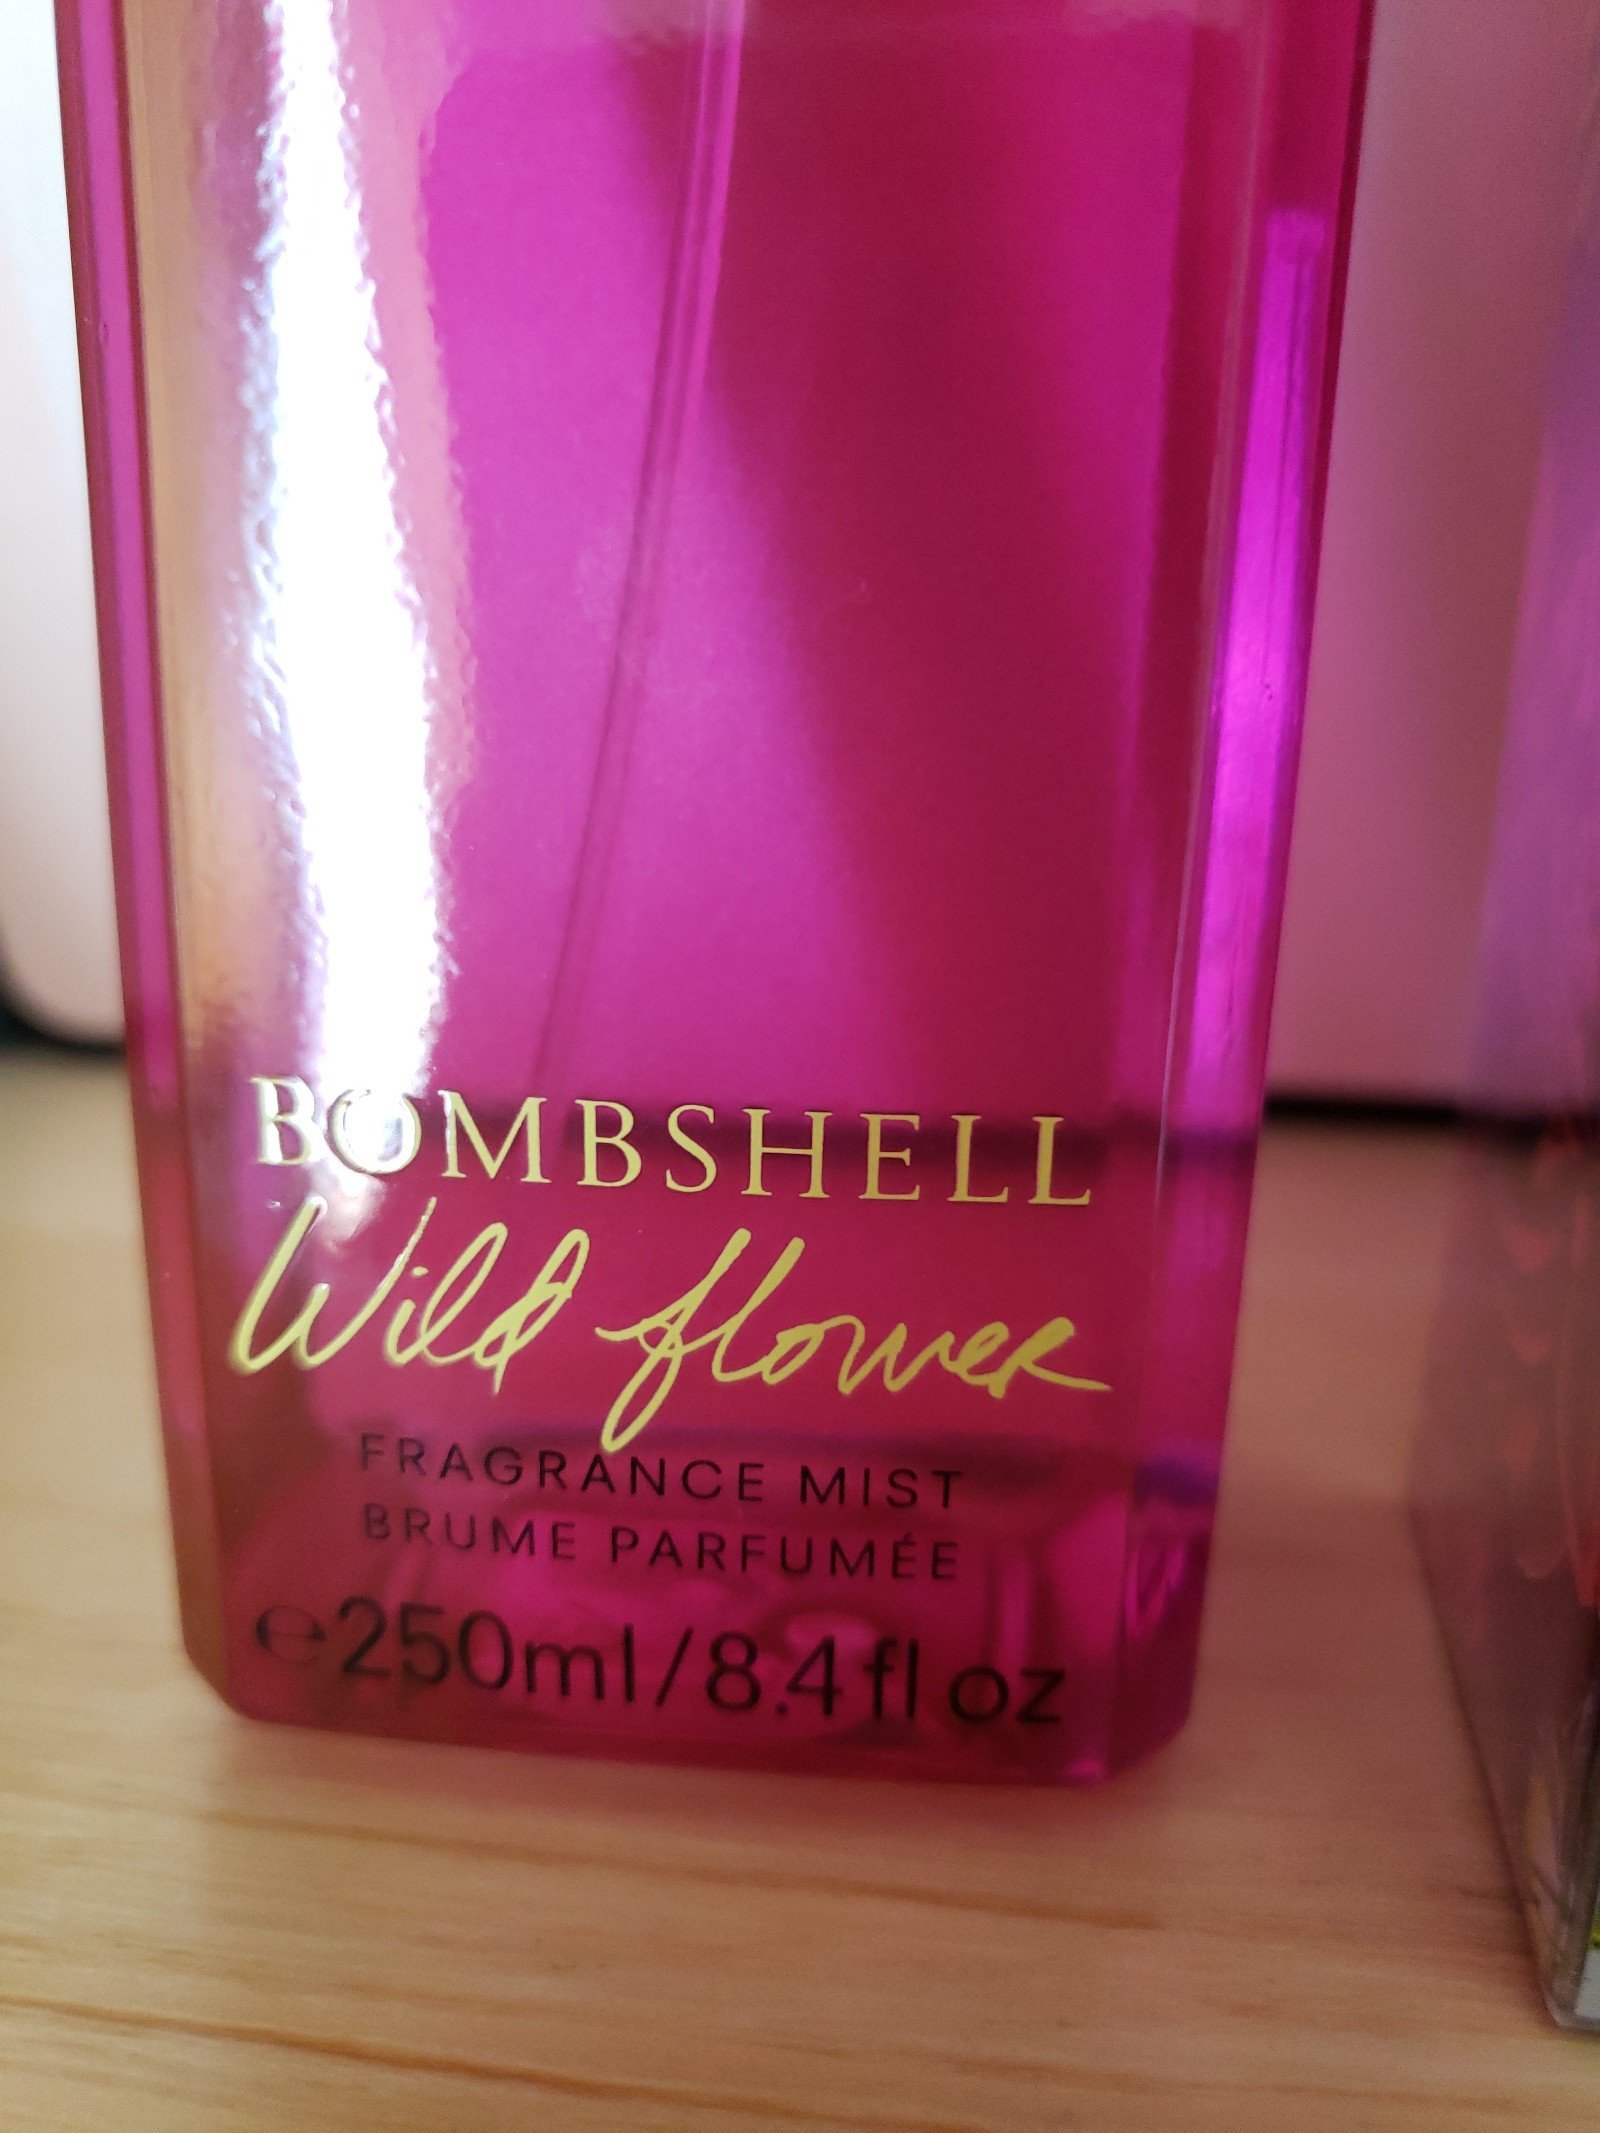 BOMBSHELL
Wild flower
FRAGRANCE MIST
BRUME PARFUMÉE
℮250ml/8.4 fl oz